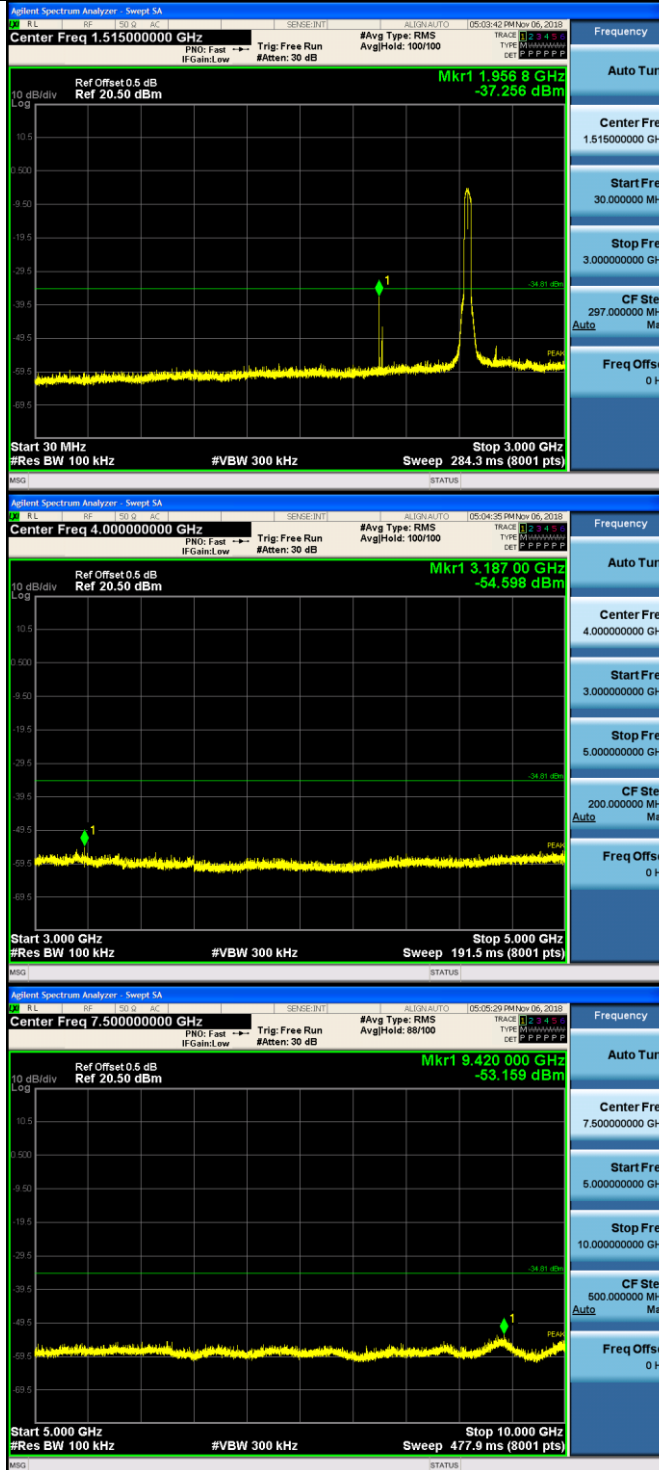 Agilent Spectrum Analyzer - Swept SA
RL RF 50 Ω AC SENSE:INT ALIGNAUTO 05:03:42 PM Nov 06, 2018
Center Freq 1.515000000 GHz #Avg Type: RMS TRACE 1 2 3 4 5 6 Frequency
PNO: Fast Trig: Free Run Avg|Hold: 100/100 TYPE M
IFGain:Low #Atten: 30 dB DET P P P P P P
Auto Tun
Mkr1 1.956 8 GHz
Ref Offset 0.5 dB
-37.256 dBm
10 dB/div Ref 20.50 dBm
Log
Center Fre
1.515000000 GH
10.5
0.500
Start Fre
30.000000 MH
-9.50
-19.5
Stop Fre
3.000000000 GH
-29.5
-34.81 dBm
1
CF Ste
297.000000 MH
Auto Ma
-39.5
-49.5
PEAK
Freq Offse
0 H
-59.5
-69.5
Start 30 MHz Stop 3.000 GHz
#Res BW 100 kHz #VBW 300 kHz Sweep 284.3 ms (8001 pts)
MSG STATUS
Agilent Spectrum Analyzer - Swept SA
RL RF 50 Ω AC SENSE:INT ALIGNAUTO 05:04:35 PM Nov 06, 2018
Center Freq 4.000000000 GHz #Avg Type: RMS TRACE 1 2 3 4 5 6 Frequency
PNO: Fast Trig: Free Run Avg|Hold: 100/100 TYPE M
IFGain:Low #Atten: 30 dB DET P P P P P P
Auto Tun
Mkr1 3.187 00 GHz
Ref Offset 0.5 dB
-54.598 dBm
10 dB/div Ref 20.50 dBm
Log
Center Fre
4.000000000 GH
10.5
0.500
Start Fre
3.000000000 GH
-9.50
-19.5
Stop Fre
5.000000000 GH
-29.5
-34.81 dBm
CF Ste
200.000000 MH
Auto Ma
-39.5
-49.5
1
PEAK
Freq Offse
0 H
-59.5
-69.5
Start 3.000 GHz Stop 5.000 GHz
#Res BW 100 kHz #VBW 300 kHz Sweep 191.5 ms (8001 pts)
MSG STATUS
Agilent Spectrum Analyzer - Swept SA
RL RF 50 Ω AC SENSE:INT ALIGNAUTO 05:05:29 PM Nov 06, 2018
Center Freq 7.500000000 GHz #Avg Type: RMS TRACE 1 2 3 4 5 6 Frequency
PNO: Fast Trig: Free Run Avg|Hold: 88/100 TYPE M
IFGain:Low #Atten: 30 dB DET P P P P P P
Auto Tun
Mkr1 9.420 000 GHz
Ref Offset 0.5 dB
-53.159 dBm
10 dB/div Ref 20.50 dBm
Log
Center Fre
7.500000000 GH
10.5
0.500
Start Fre
5.000000000 GH
-9.50
-19.5
Stop Fre
10.000000000 GH
-29.5
-34.81 dBm
CF Ste
500.000000 MH
Auto Ma
-39.5
-49.5
1
PEAK
Freq Offse
0 H
-59.5
-69.5
Start 5.000 GHz Stop 10.000 GHz
#Res BW 100 kHz #VBW 300 kHz Sweep 477.9 ms (8001 pts)
MSG STATUS